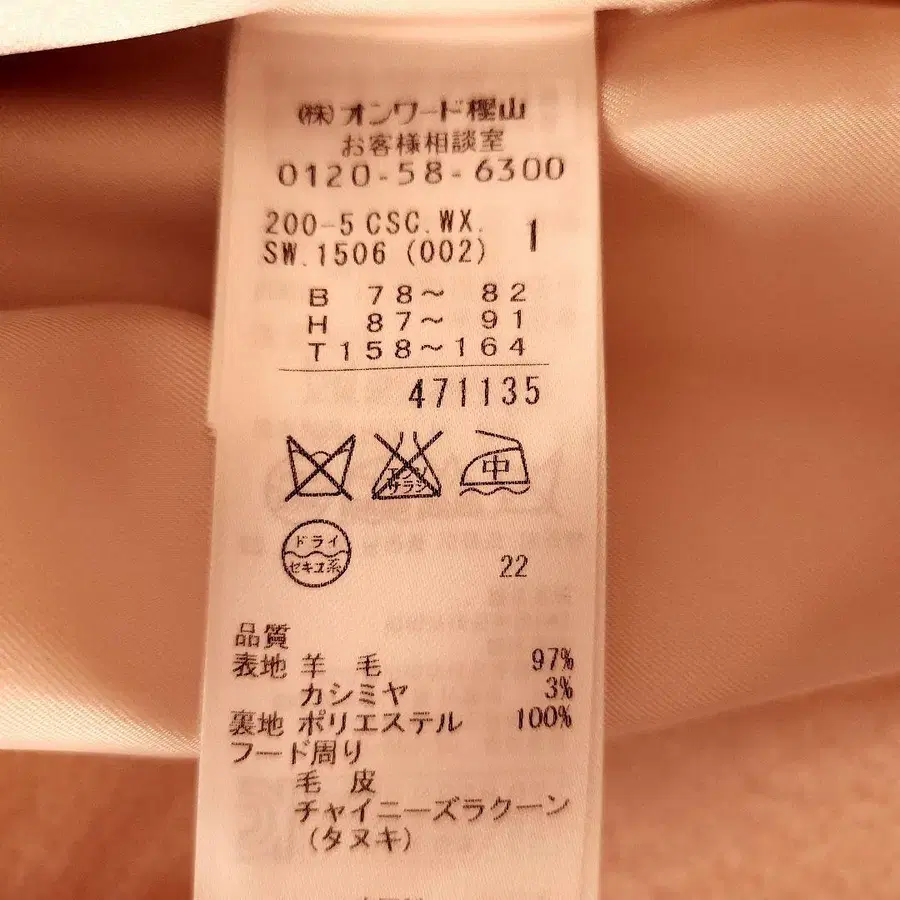 (株)オンワード樫山
お客様相談室
0120-58-6300
200-5 CSC.WX. 1
SW.1506 (002)
B 78～ 82
H 87～ 91
T158～164
471135
エンソ
サラシ
中
ドライ
セキユ系
22
品質
表地 羊 毛 97%
カシミヤ 3%
裏地 ポリエステル 100%
フード周り
毛 皮
チャイニーズラクーン
(タヌキ)